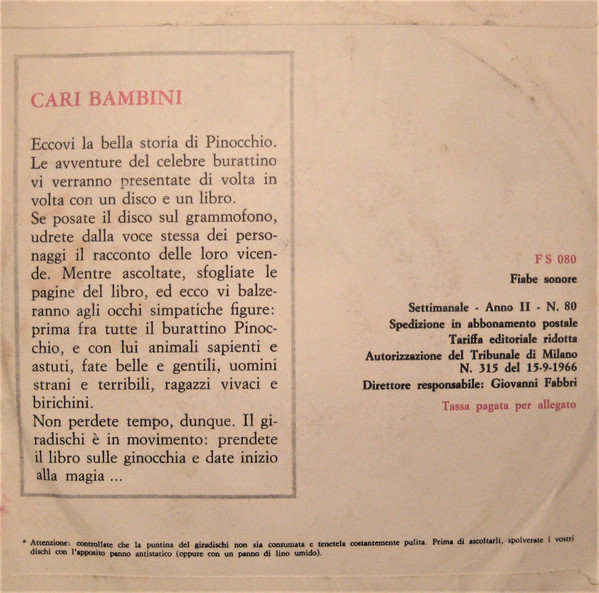 CARI BAMBINI
Eccovi la bella storia di Pinocchio.
Le avventure del celebre burattino
vi verranno presentate di volta in
volta con un disco e un libro.
Se posate il disco sul grammofono,
udrete dalla voce stessa dei perso-
naggi il racconto delle loro vicen-
de. Mentre ascoltate, sfogliate le
pagine del libro, ed ecco vi balze-
ranno agli occhi simpatiche figure:
prima fra tutte il burattino Pinoc-
chio, e con lui animali sapienti e
astuti, fate belle e gentili, uomini
strani e terribili, ragazzi vivaci e
birichini.
Non perdete tempo, dunque. Il gi-
radischi è in movimento: prendete
il libro sulle ginocchia e date inizio
alla magia ...
FS 080
Fiabe sonore
Settimanale - Anno II - N. 80
Spedizione in abbonamento postale
Tariffa editoriale ridotta
Autorizzazione del Tribunale di Milano
N. 315 del 15-9-1966
Direttore responsabile: Giovanni Fabbri
Tassa pagata per allegato
* Attenzione: controllate che la puntina del giradischi non sia consumata e tenetela costantemente pulita. Prima di ascoltarli, spolverate i vostri
dischi con l'apposito panno antistatico (oppure con un panno di lino umido).